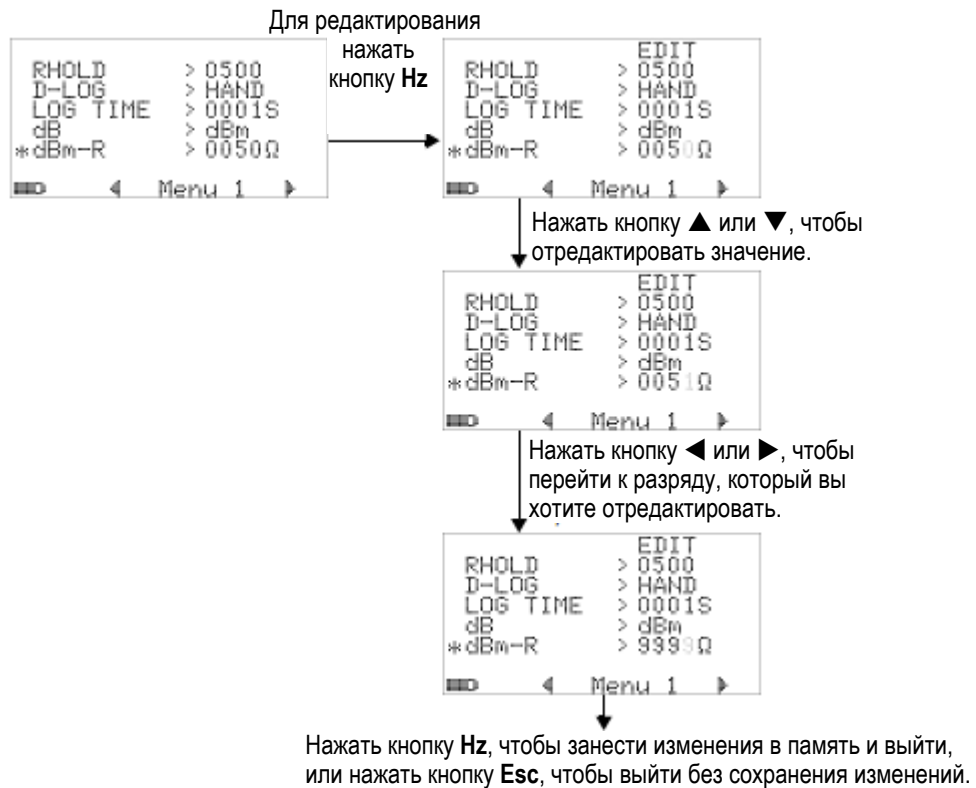 Для редактирования
нажать
кнопку Hz
RHOLD > 0500
D-LOG > HAND
LOG TIME > 0001S
dB > dBm
*dBm-R > 0050Ω
◀ Menu 1 ▶
EDIT
RHOLD > 0500
D-LOG > HAND
LOG TIME > 0001S
dB > dBm
*dBm-R > 0050Ω
◀ Menu 1 ▶
Нажать кнопку ▲ или ▼, чтобы
отредактировать значение.
EDIT
RHOLD > 0500
D-LOG > HAND
LOG TIME > 0001S
dB > dBm
*dBm-R > 0051Ω
◀ Menu 1 ▶
Нажать кнопку ◀ или ▶, чтобы
перейти к разряду, который вы
хотите отредактировать.
EDIT
RHOLD > 0500
D-LOG > HAND
LOG TIME > 0001S
dB > dBm
*dBm-R > 9999Ω
◀ Menu 1 ▶
Нажать кнопку Hz, чтобы занести изменения в память и выйти,
или нажать кнопку Esc, чтобы выйти без сохранения изменений.